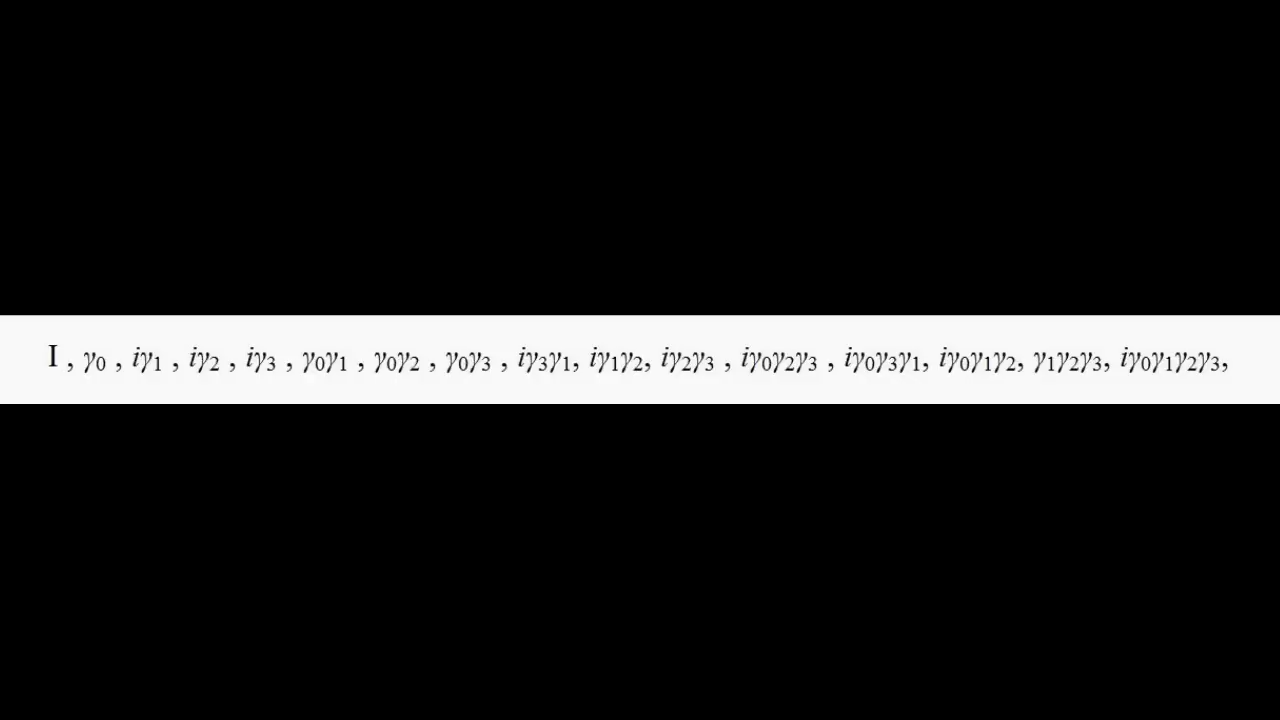 I , γ₀ , iγ₁ , iγ₂ , iγ₃ , γ₀γ₁ , γ₀γ₂ , γ₀γ₃ , iγ₃γ₁, iγ₁γ₂, iγ₂γ₃ , iγ₀γ₂γ₃ , iγ₀γ₃γ₁, iγ₀γ₁γ₂, γ₁γ₂γ₃, iγ₀γ₁γ₂γ₃,